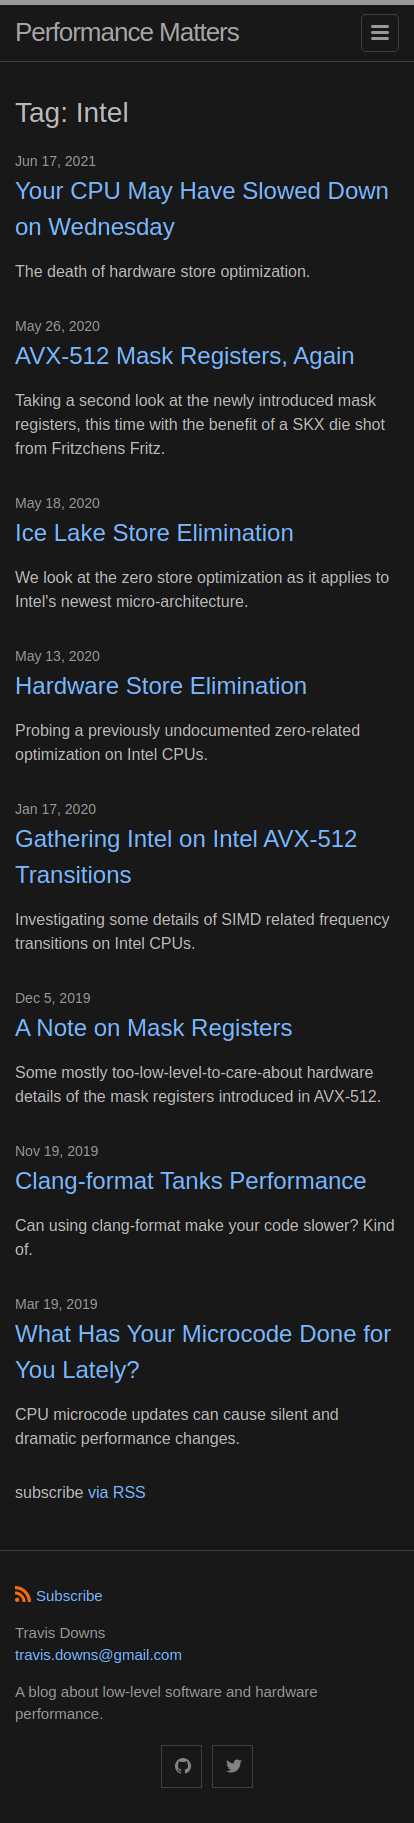 Performance Matters
Tag: Intel
Jun 17, 2021
Your CPU May Have Slowed Down
on Wednesday
The death of hardware store optimization.
May 26, 2020
AVX-512 Mask Registers, Again
Taking a second look at the newly introduced mask
registers, this time with the benefit of a SKX die shot
from Fritzchens Fritz.
May 18, 2020
Ice Lake Store Elimination
We look at the zero store optimization as it applies to
Intel's newest micro-architecture.
May 13, 2020
Hardware Store Elimination
Probing a previously undocumented zero-related
optimization on Intel CPUs.
Jan 17, 2020
Gathering Intel on Intel AVX-512
Transitions
Investigating some details of SIMD related frequency
transitions on Intel CPUs.
Dec 5, 2019
A Note on Mask Registers
Some mostly too-low-level-to-care-about hardware
details of the mask registers introduced in AVX-512.
Nov 19, 2019
Clang-format Tanks Performance
Can using clang-format make your code slower? Kind
of.
Mar 19, 2019
What Has Your Microcode Done for
You Lately?
CPU microcode updates can cause silent and
dramatic performance changes.
subscribe via RSS
Subscribe
Travis Downs
travis.downs@gmail.com
A blog about low-level software and hardware
performance.